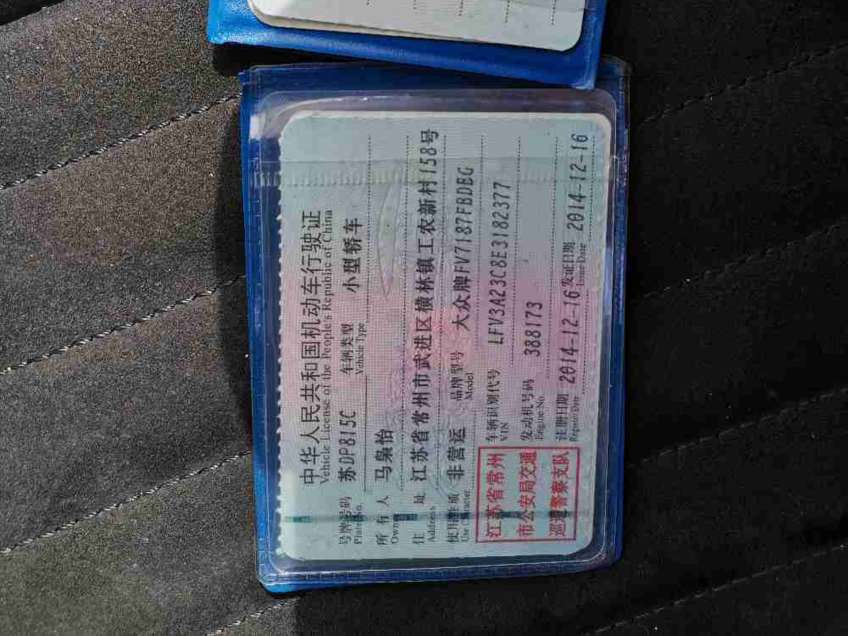 中华人民共和国机动车行驶证
Vehicle License of the People's Republic of China
号牌号码 苏DP815C 车辆类型 小型轿车
Plate No. Vehicle Type
所有人 马枭怡
Owner
住址 江苏省常州市武进区横林镇工农新村158号
Address
使用性质 非营运 品牌型号 大众牌FV7187FBDBG
Use Character Model
江苏省常州
市公安局交通
巡逻警察支队
车辆识别代号 LFV3A23C8E3182377
VIN
发动机号码 388173
Engine No.
注册日期 2014-12-16 发证日期 2014-12-16
Register Date Issue Date